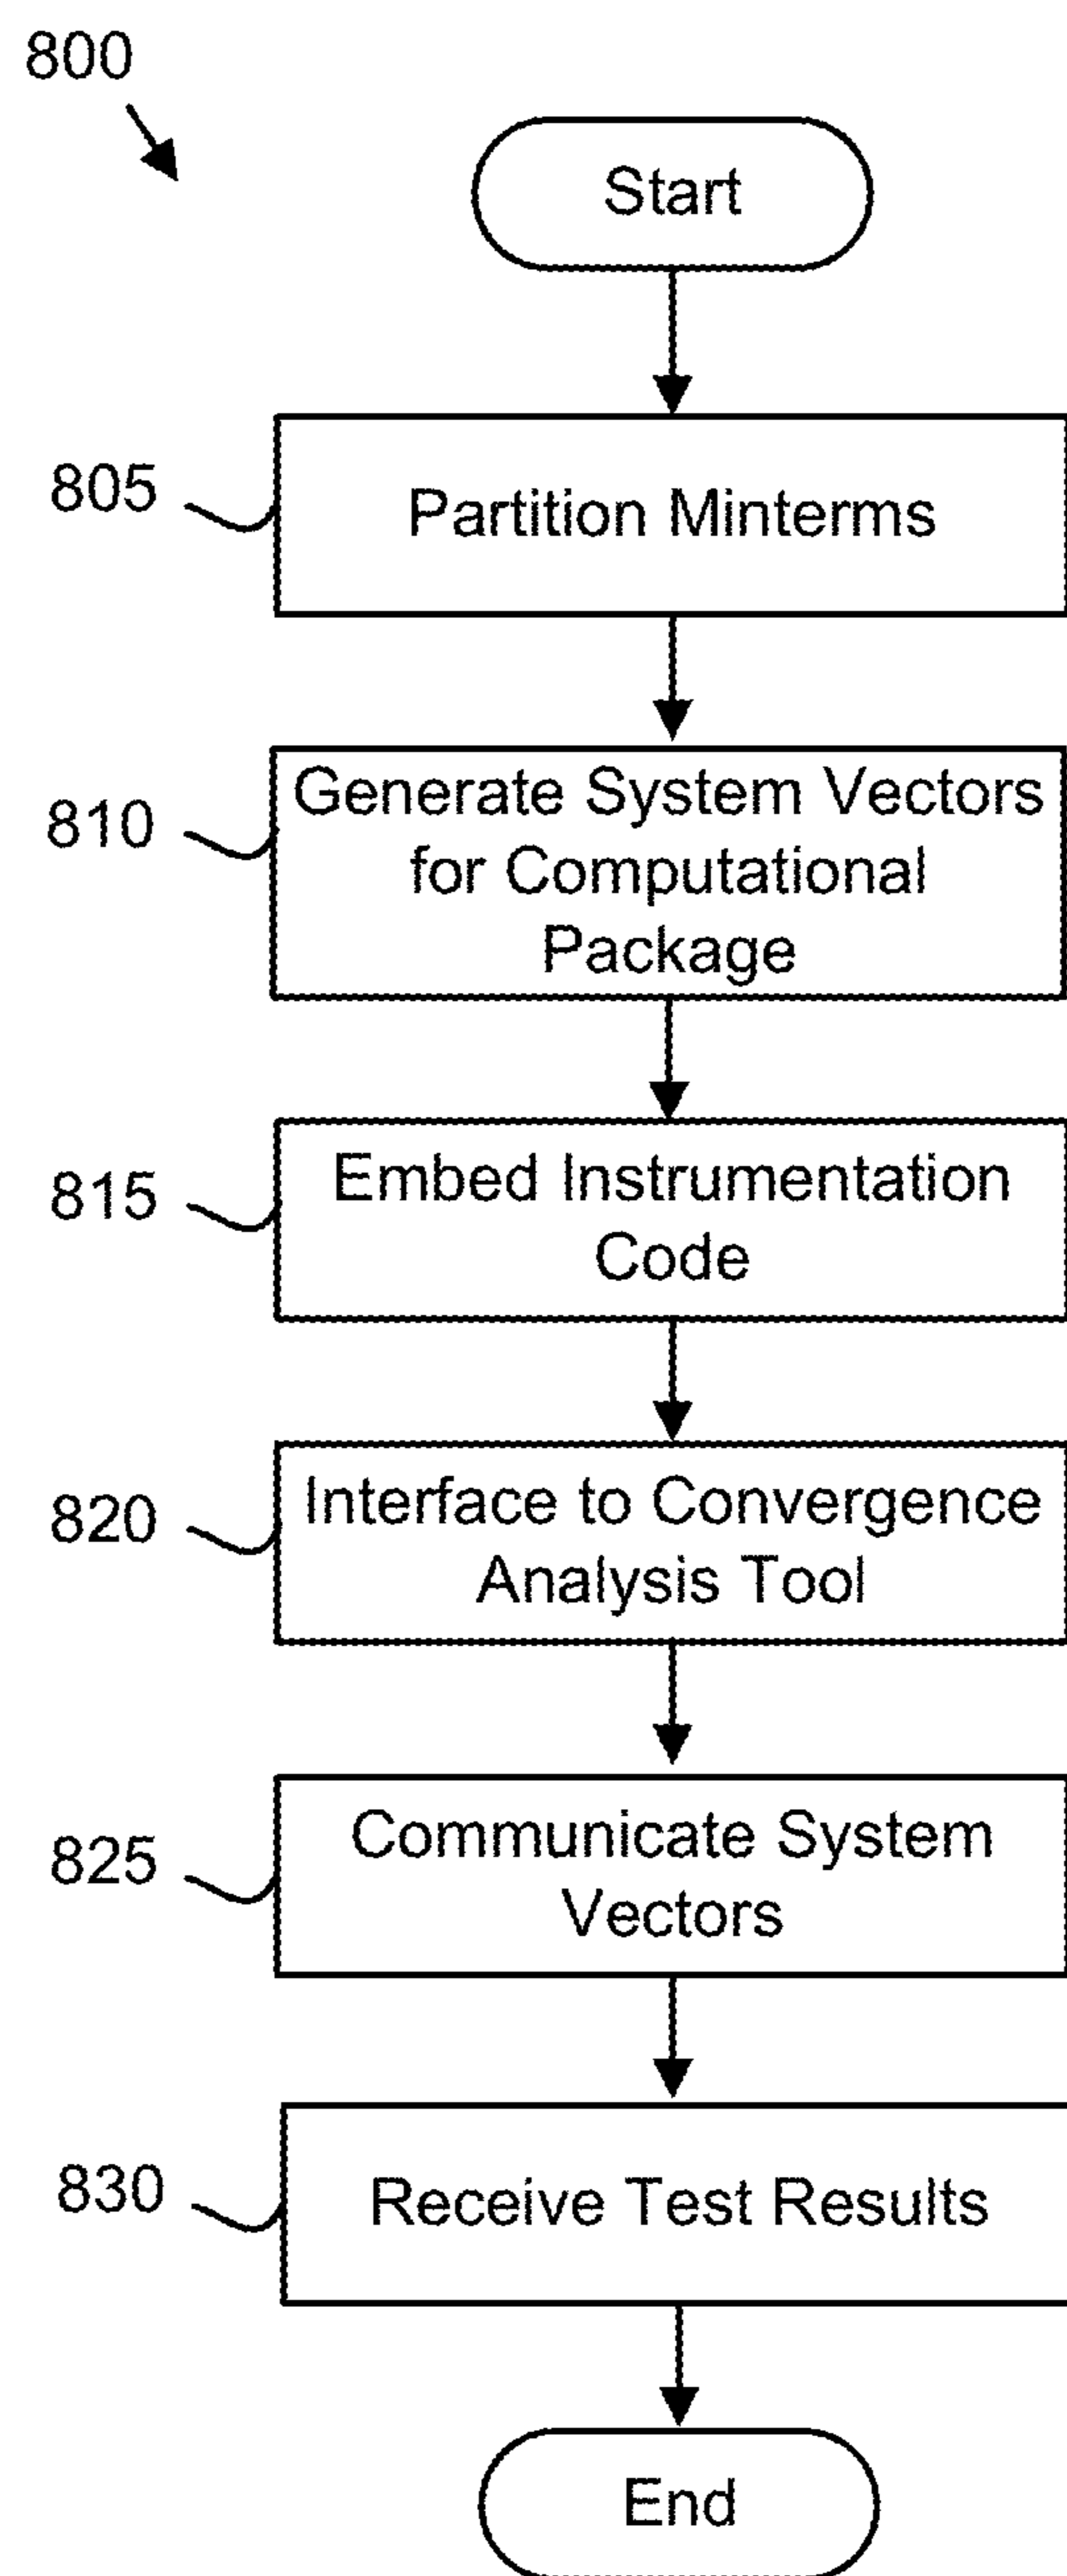 800
Start
805
Partition Minterms
810
Generate System Vectors
for Computational
Package
815
Embed Instrumentation
Code
820
Interface to Convergence
Analysis Tool
825
Communicate System
Vectors
830
Receive Test Results
End